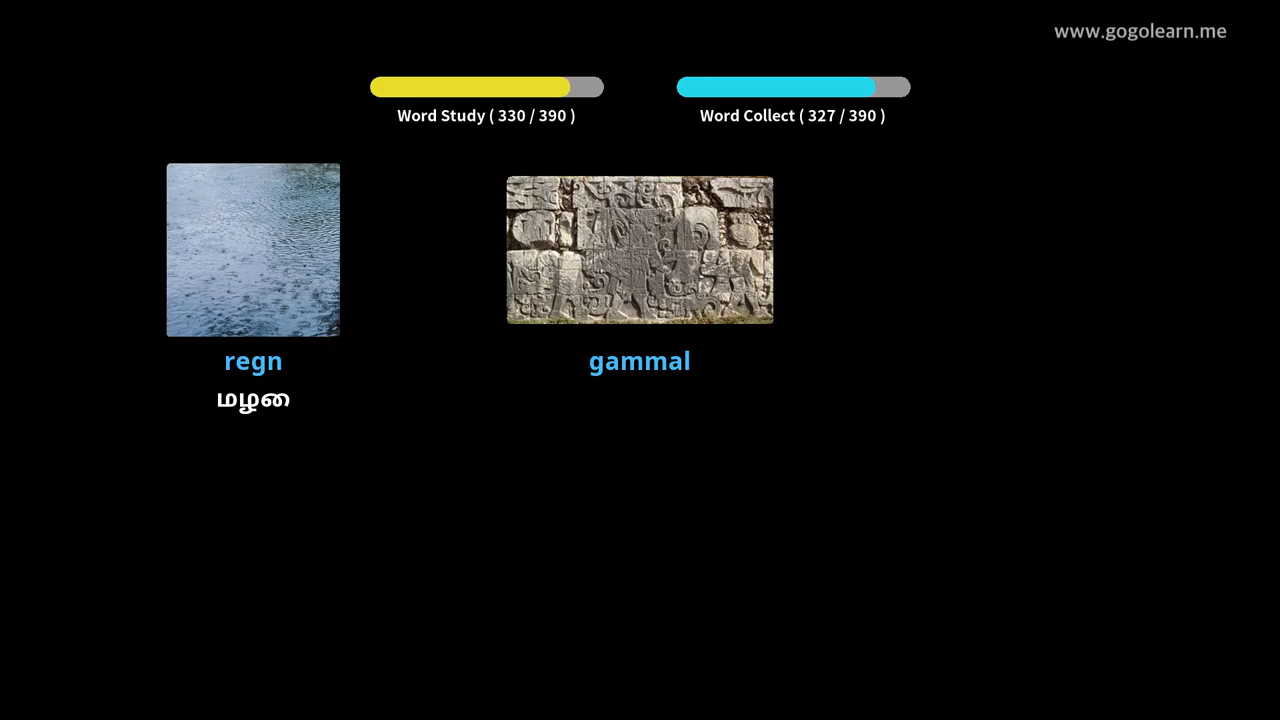 www.gogolearn.me
Word Study ( 330 / 390 )
Word Collect ( 327 / 390 )
regn
மழை
gammal